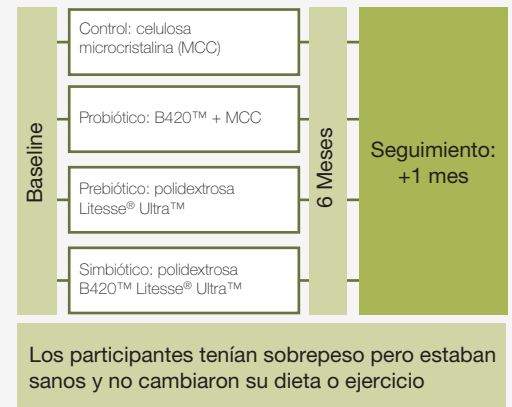 Baseline
Control: celulosa
microcristalina (MCC)
Probiótico: B420™ + MCC
Prebiótico: polidextrosa
Litesse® Ultra™
Simbiótico: polidextrosa
B420™ Litesse® Ultra™
6 Meses
Seguimiento:
+1 mes
Los participantes tenían sobrepeso pero estaban
sanos y no cambiaron su dieta o ejercicio